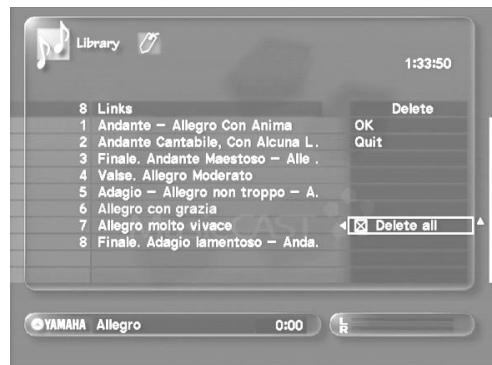 Library
1:33:50
8 Links
Delete
1 Andante – Allegro Con Anima
OK
2 Andante Cantabile, Con Alcuna L.
Quit
3 Finale. Andante Maestoso – Alle .
4 Valse. Allegro Moderato
5 Adagio – Allegro non troppo – A.
6 Allegro con grazia
7 Allegro molto vivace
Delete all
8 Finale. Adagio lamentoso – Anda.
YAMAHA Allegro 0:00
L
R